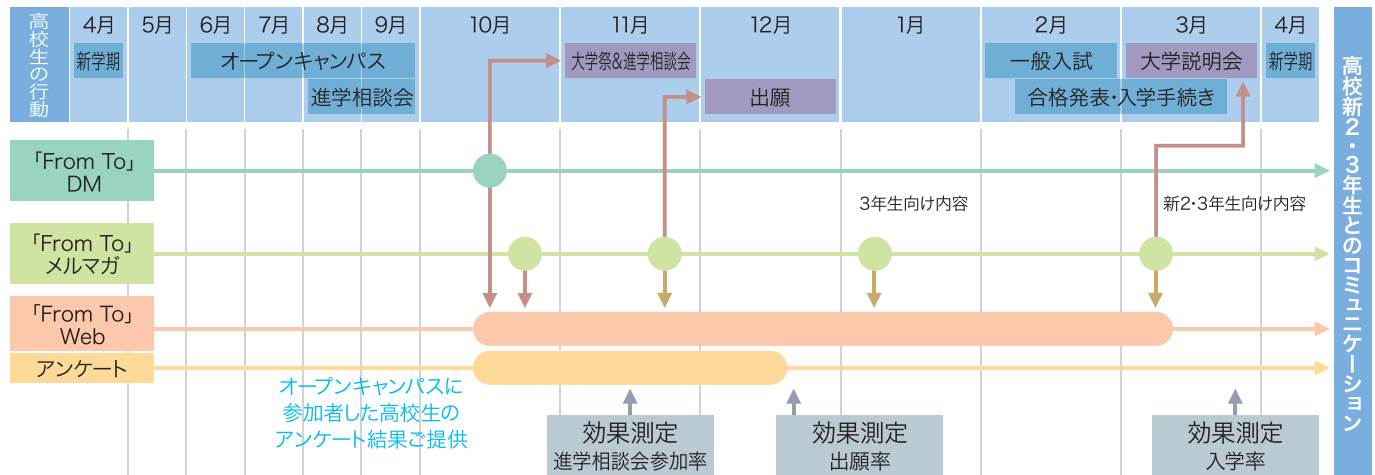 高校生の行動
4月
5月
6月
7月
8月
9月
10月
11月
12月
1月
2月
3月
4月
新学期
オープンキャンパス
進学相談会
大学祭&進学相談会
出願
一般入試
合格発表・入学手続き
大学説明会
新学期
「From To」
DM
3年生向け内容
新2・3年生向け内容
「From To」
メルマガ
「From To」
Web
アンケート
オープンキャンパスに
参加者した高校生の
アンケート結果ご提供
効果測定
進学相談会参加率
効果測定
出願率
効果測定
入学率
高校新2・3年生とのコミュニケーション